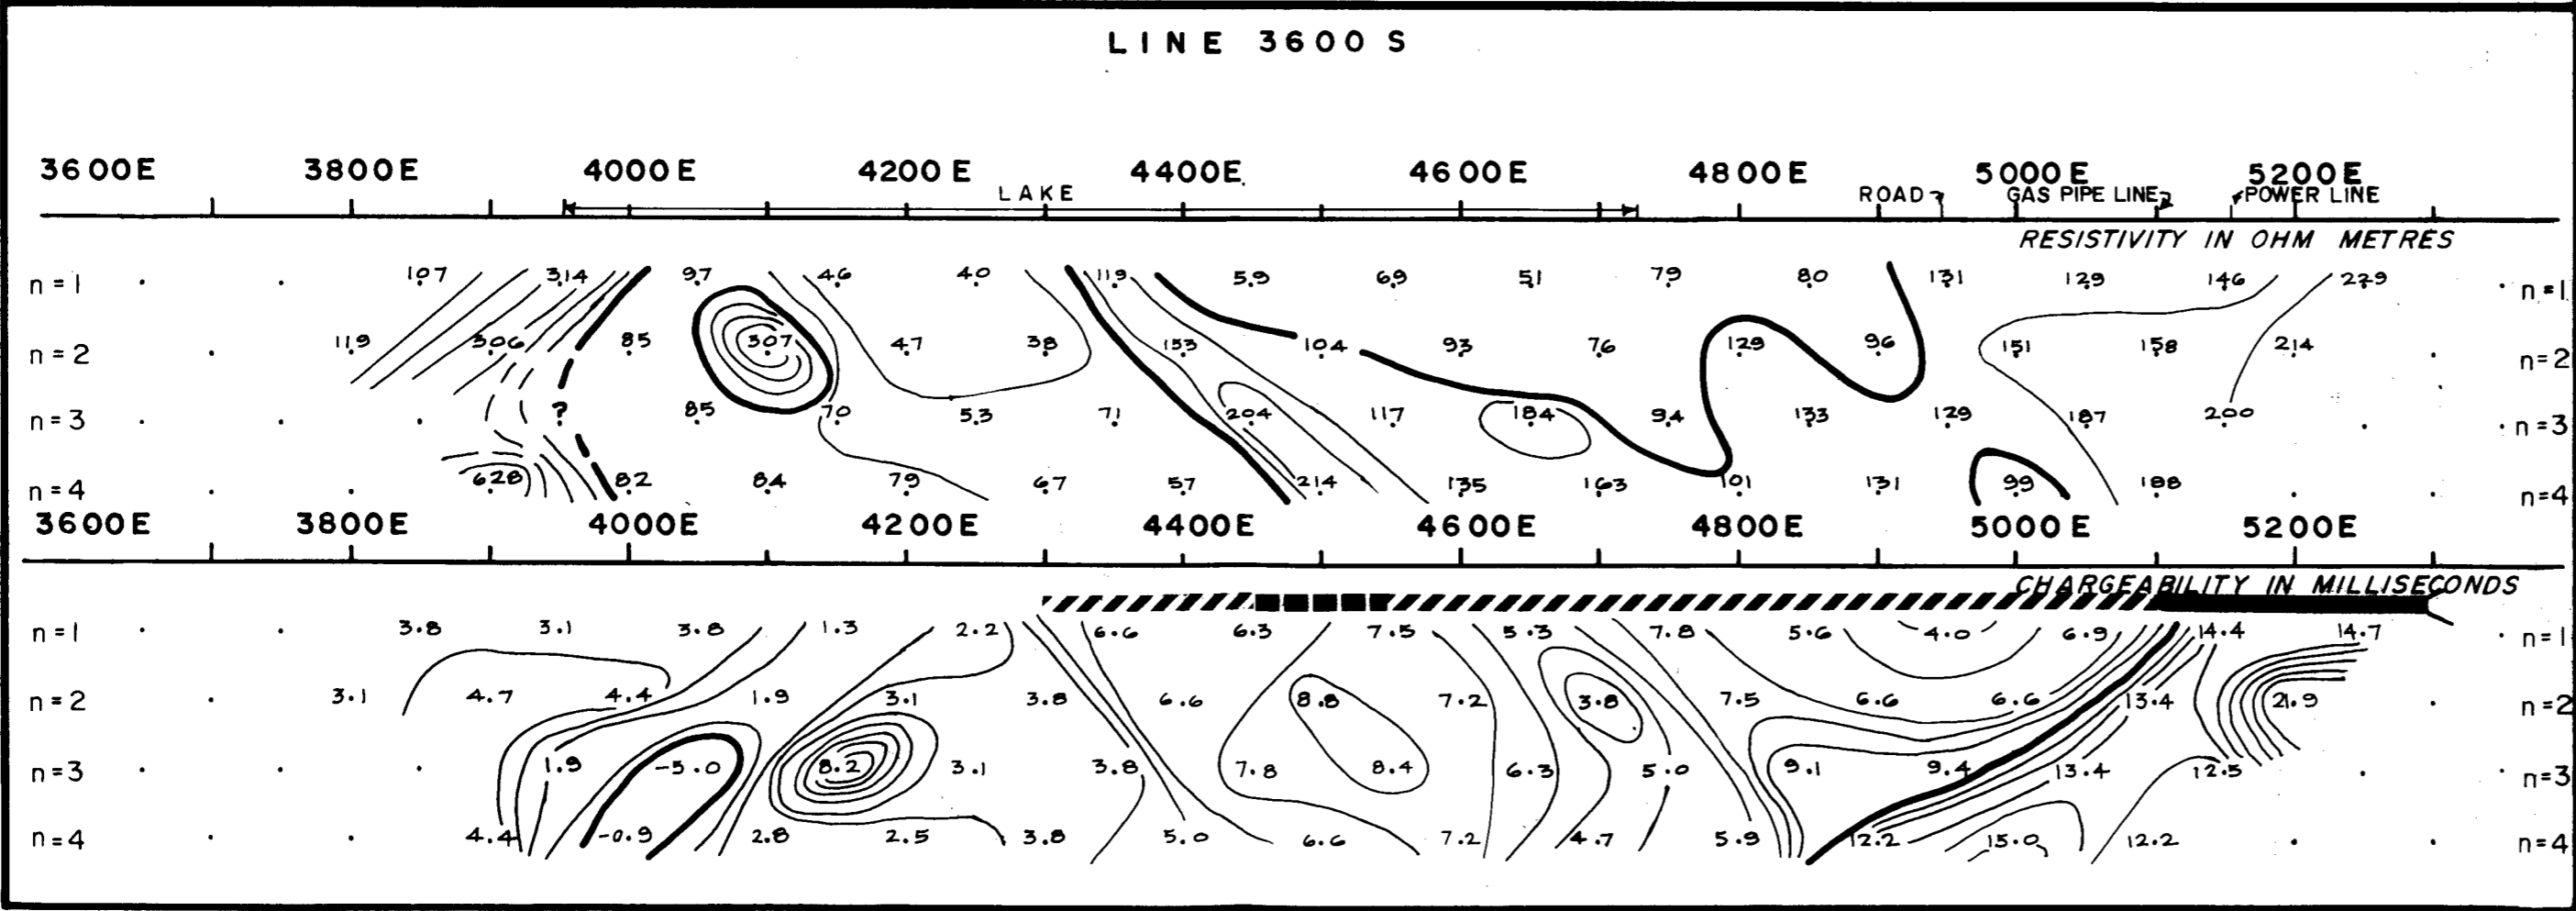 LINE 3600 S
3600E 3800E 4000E 4200E 4400E 4600E 4800E 5000E 5200E
LAKE ROAD GAS PIPE LINE POWER LINE
RESISTIVITY IN OHM METRES
n=1 107 314 97 46 40 119 59 69 51 79 80 131 129 146 229 n=1
n=2 119 306 85 307 47 38 153 104 93 76 129 96 151 158 214 n=2
n=3 ? 85 70 53 71 204 117 184 94 133 129 187 200 n=3
n=4 628 82 84 79 67 57 214 135 163 101 131 99 188 n=4
3600E 3800E 4000E 4200E 4400E 4600E 4800E 5000E 5200E
CHARGEABILITY IN MILLISECONDS
n=1 3.8 3.1 3.8 1.3 2.2 6.6 6.3 7.5 5.3 7.8 5.6 4.0 6.9 14.4 14.7 n=1
n=2 3.1 4.7 4.4 1.9 3.1 3.8 6.6 8.8 7.2 3.8 7.5 6.6 6.6 13.4 21.9 n=2
n=3 1.9 -5.0 8.2 3.1 3.8 7.8 8.4 6.3 5.0 9.1 9.4 13.4 12.5 n=3
n=4 4.4 -0.9 2.8 2.5 3.8 5.0 6.6 7.2 4.7 5.9 12.2 15.0 12.2 n=4